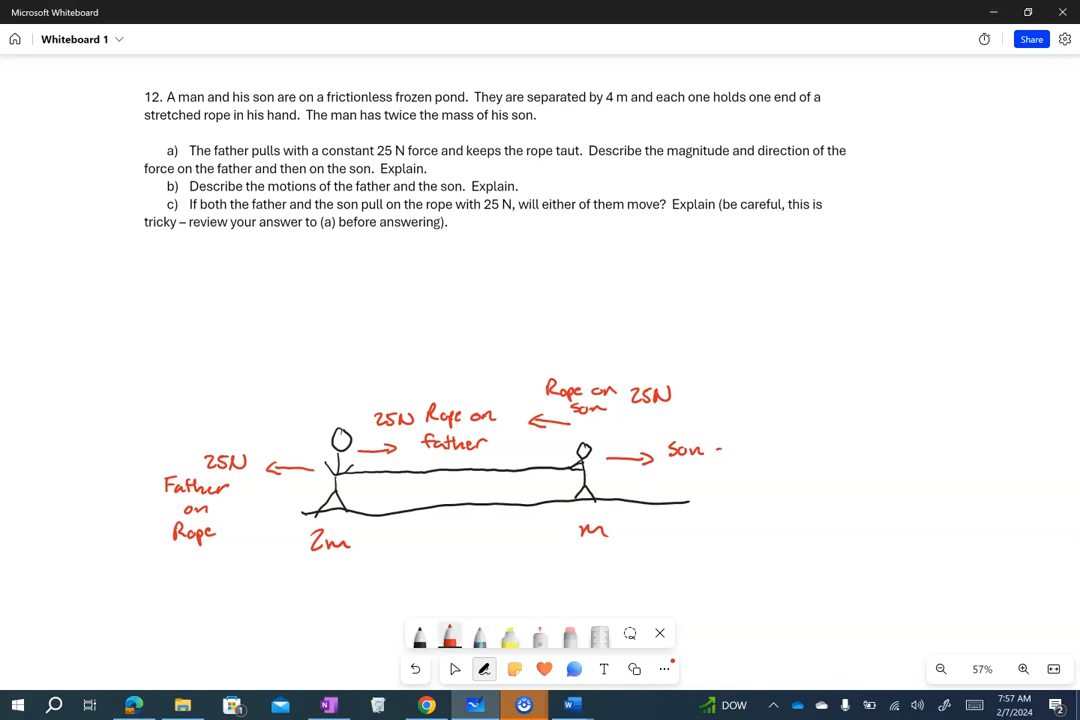 Microsoft Whiteboard
Whiteboard 1
Share
12. A man and his son are on a frictionless frozen pond. They are separated by 4 m and each one holds one end of a
stretched rope in his hand. The man has twice the mass of his son.
a) The father pulls with a constant 25 N force and keeps the rope taut. Describe the magnitude and direction of the
force on the father and then on the son. Explain.
b) Describe the motions of the father and the son. Explain.
c) If both the father and the son pull on the rope with 25 N, will either of them move? Explain (be careful, this is
tricky – review your answer to (a) before answering).
Rope on 25N
son
25N Rope on
father
son -
25N
Father
on
Rope
2m
m
T
57%
DOW
7:57 AM
2/7/2024
2